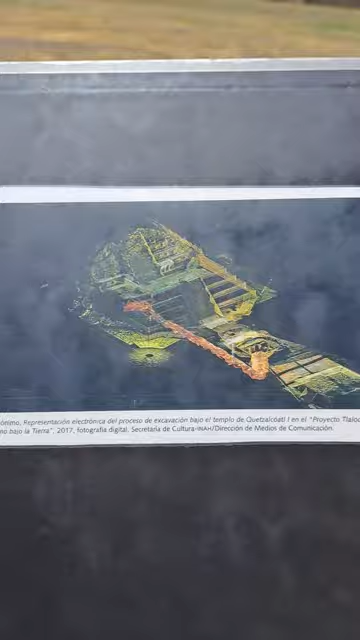 ónimo, Representación electrónica del proceso de excavación bajo el templo de Quetzalcóatl I en el "Proyecto Tlaloc
no bajo la Tierra", 2017, fotografía digital. Secretaría de Cultura-INAH/Dirección de Medios de Comunicación.